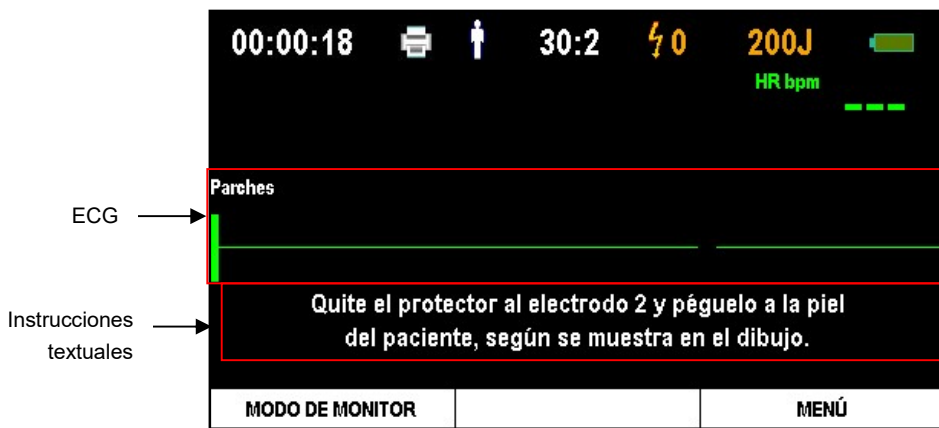 00:00:18 30:2 0 200J
HR bpm
---
Parches
ECG
Quite el protector al electrodo 2 y péguelo a la piel
del paciente, según se muestra en el dibujo.
Instrucciones
textuales
MODO DE MONITOR MENÚ